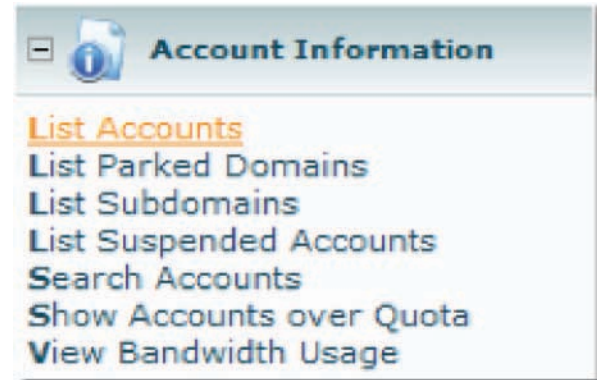 Account Information
List Accounts
List Parked Domains
List Subdomains
List Suspended Accounts
Search Accounts
Show Accounts over Quota
View Bandwidth Usage